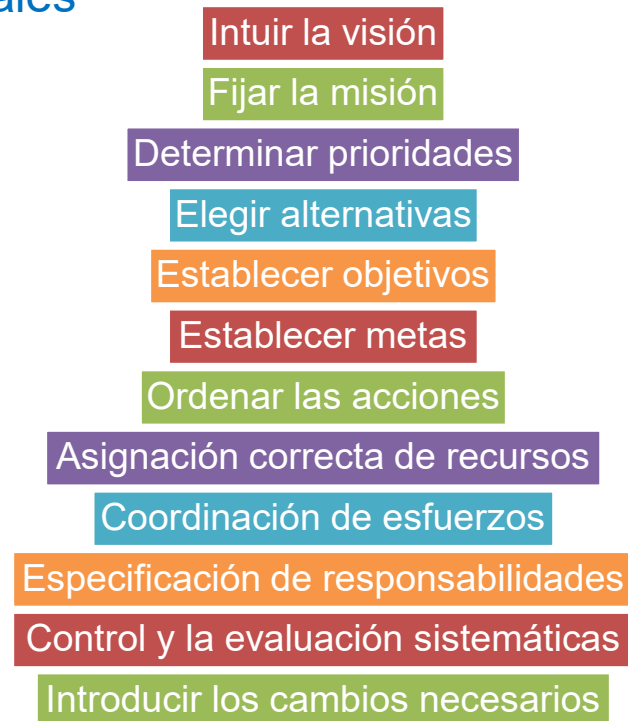 Intuir la visión
Fijar la misión
Determinar prioridades
Elegir alternativas
Establecer objetivos
Establecer metas
Ordenar las acciones
Asignación correcta de recursos
Coordinación de esfuerzos
Especificación de responsabilidades
Control y la evaluación sistemáticas
Introducir los cambios necesarios